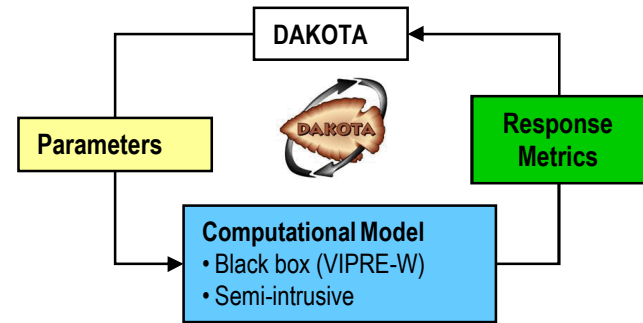 DAKOTA
DAKOTA
Parameters
Response
Metrics
Computational Model
• Black box (VIPRE-W)
• Semi-intrusive